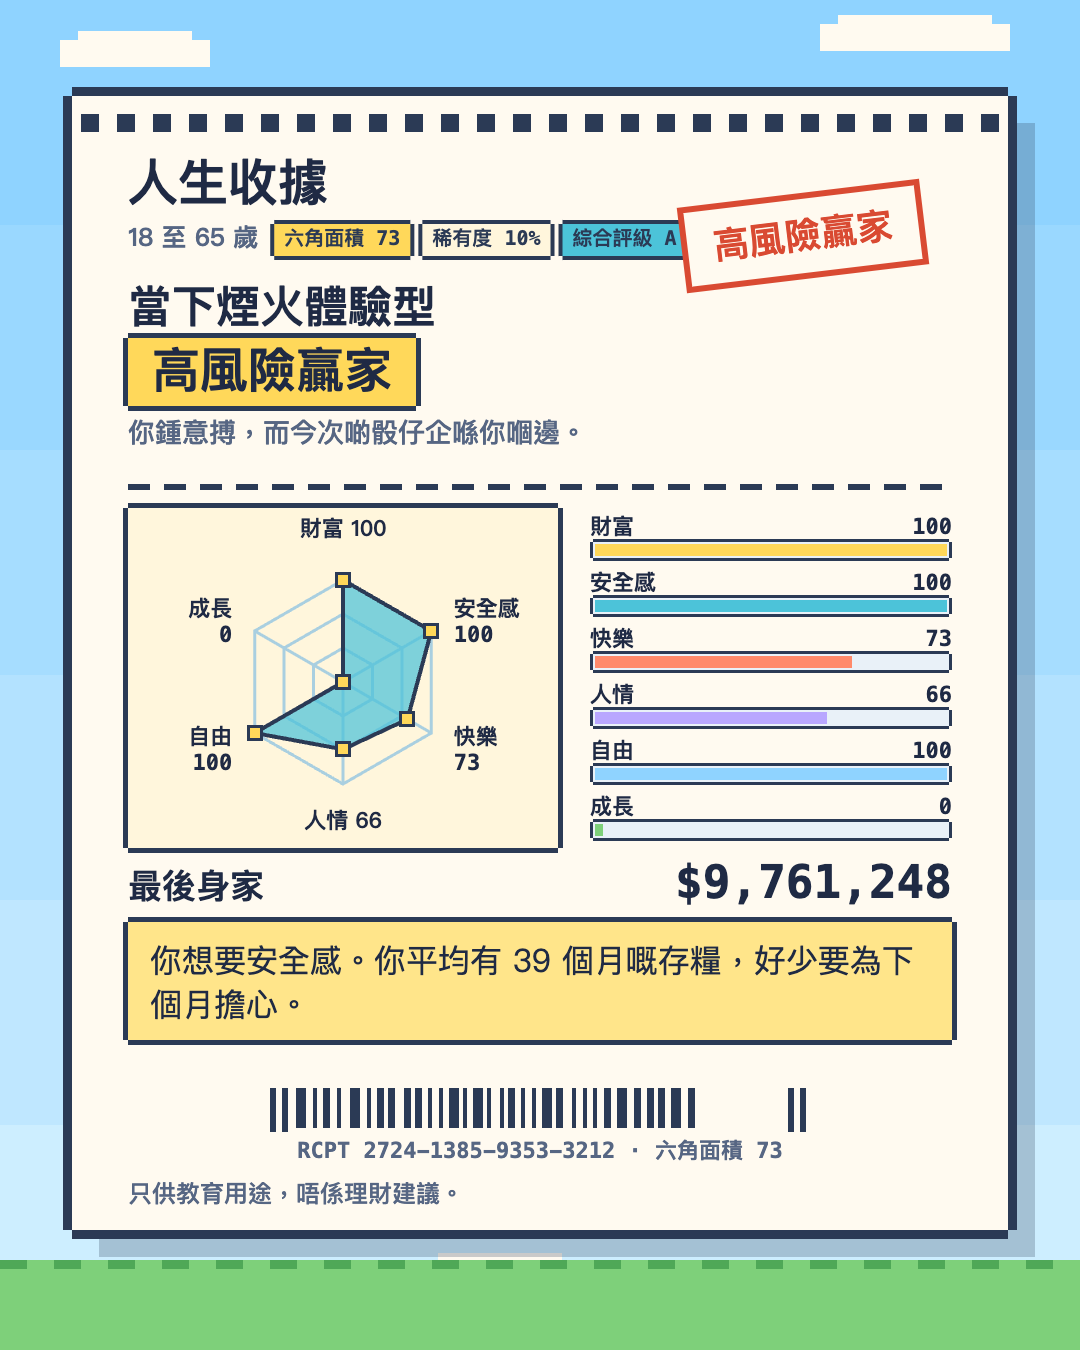 人生收據
18 至 65 歲 六角面積 73 稀有度 10% 綜合評級 A
高風險贏家
當下煙火體驗型
高風險贏家
你鍾意搏，而今次啲骰仔企喺你嗰邊。
財富 100
安全感
100
快樂
73
人情 66
自由
100
成長
0
財富 100
安全感 100
快樂 73
人情 66
自由 100
成長 0
最後身家 $9,761,248
你想要安全感。你平均有 39 個月嘅存糧，好少要為下
個月擔心。
RCPT 2724–1385–9353–3212 · 六角面積 73
只供教育用途，唔係理財建議。